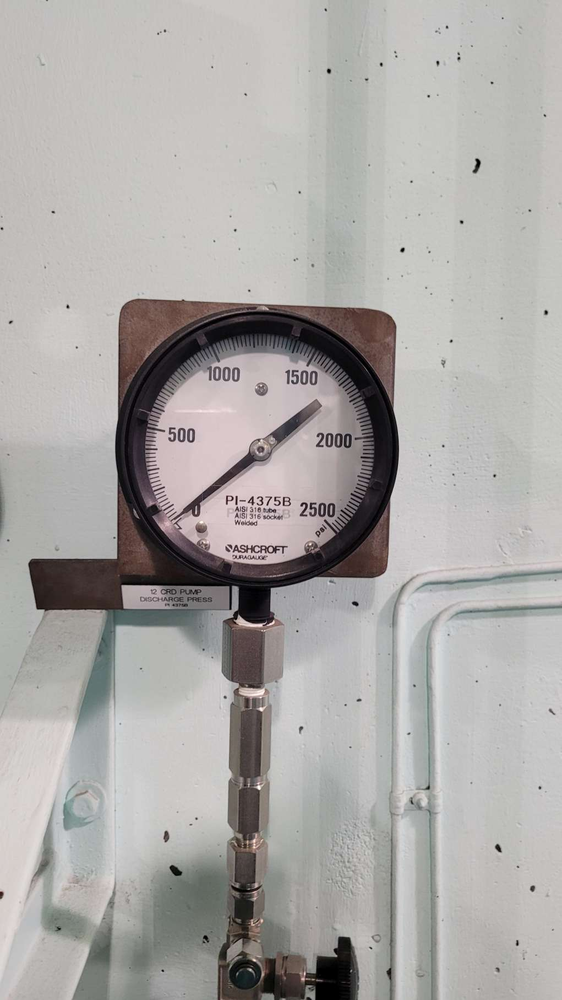 1000
1500
500
2000
0
2500
psi
PI-4375B
AISI 316 tube
AISI 316 socket
Welded
ASHCROFT
DURAGAUGE
12 CRD PUMP
DISCHARGE PRESS
PI 4375B